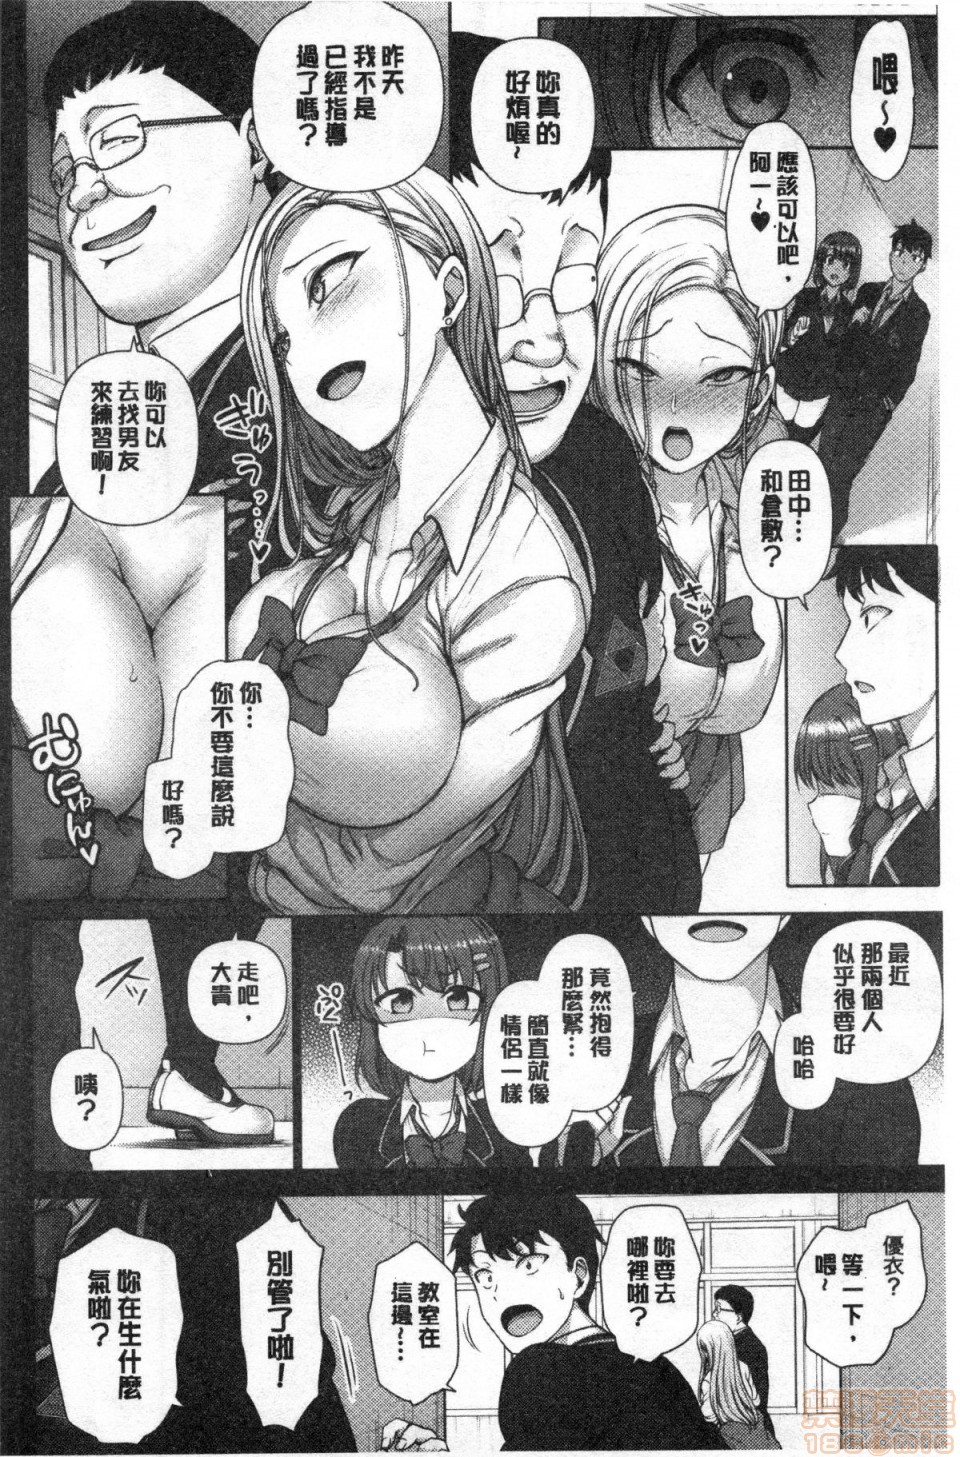 喂~♥
應該可以吧，
阿一~♥
妳真的
好煩喔~
昨天
我不是
已經指導
過了嗎？
妳可以
去找男友
來練習啊！
田中…
和倉敷？
你…
你不要這麼說
好嗎？
ぎゅうっ…♥
きゅっ♥
むにゅん♥
最近
那兩個人
似乎很要好
哈哈
竟然抱得
那麼緊…
簡直就像
情侶一樣
走吧，
大貴
咦？
優衣？
等一下，
喂~
妳要去
哪裡啦？
教室在
這邊~……
別管了啦！
妳在生什麼
氣啦？